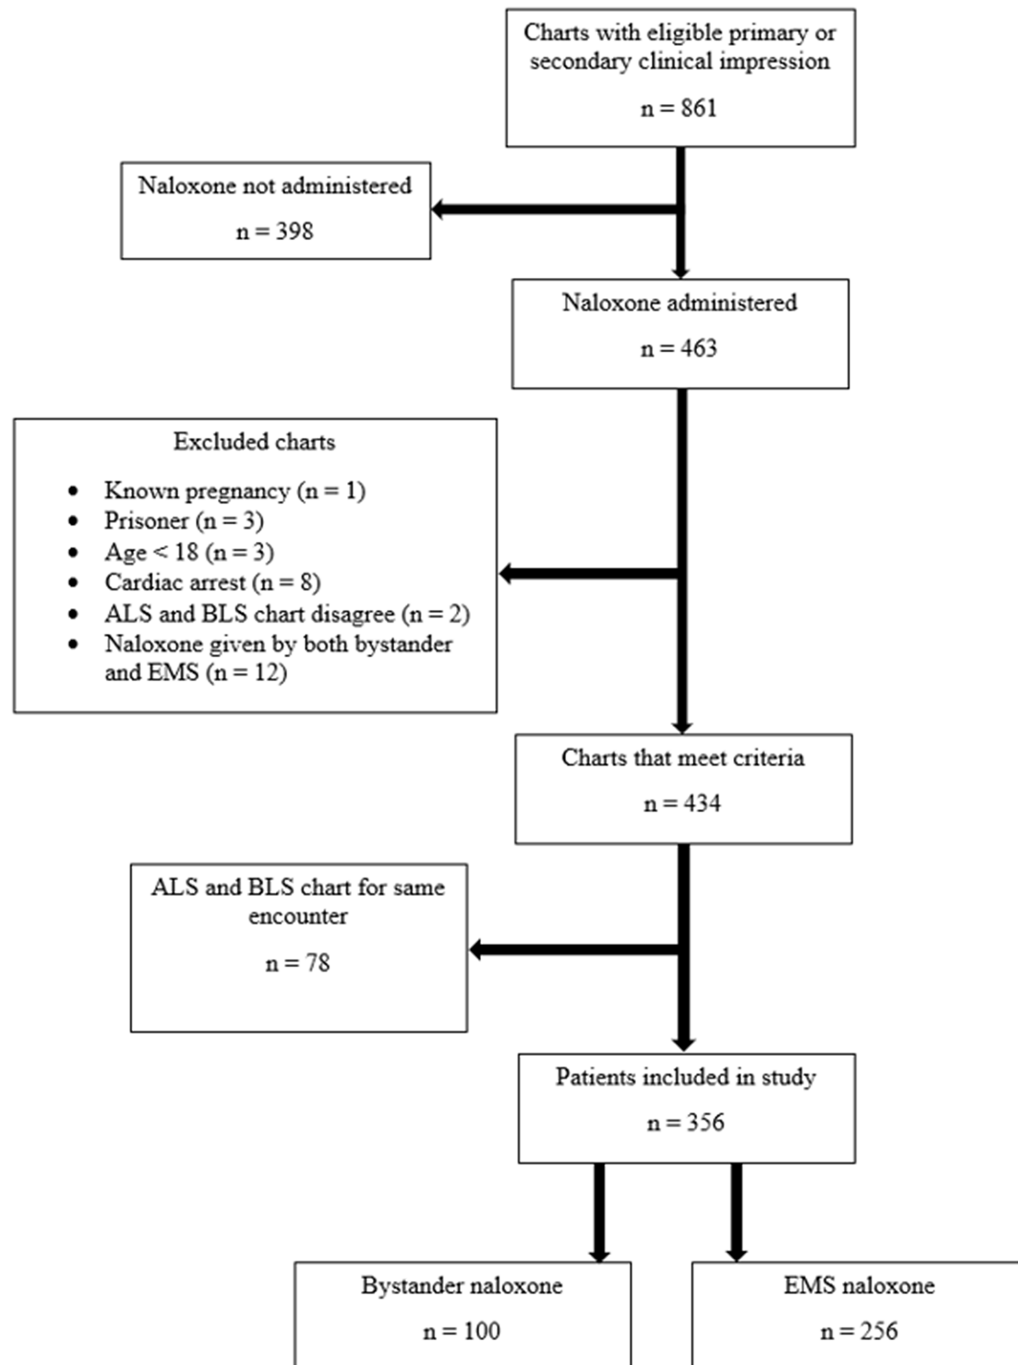 Charts with eligible primary or
secondary clinical impression
n = 861
Naloxone not administered
n = 398
Naloxone administered
n = 463
Excluded charts
• Known pregnancy (n = 1)
• Prisoner (n = 3)
• Age < 18 (n = 3)
• Cardiac arrest (n = 8)
• ALS and BLS chart disagree (n = 2)
• Naloxone given by both bystander
and EMS (n = 12)
Charts that meet criteria
n = 434
ALS and BLS chart for same
encounter
n = 78
Patients included in study
n = 356
Bystander naloxone
n = 100
EMS naloxone
n = 256